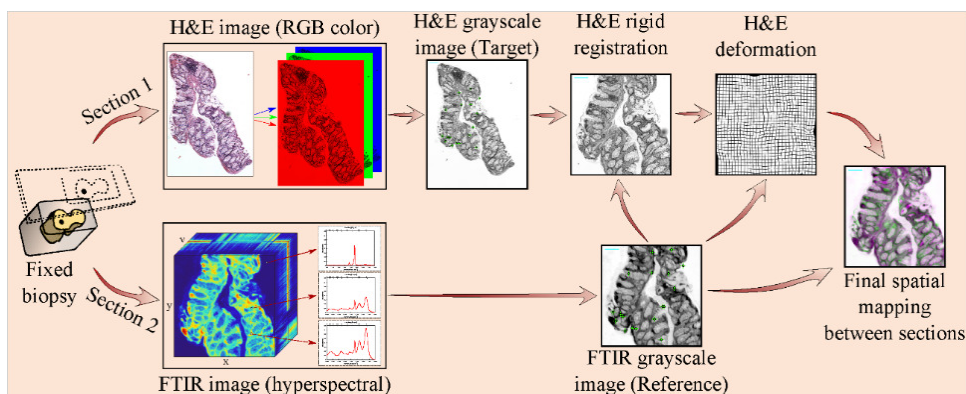 H&E image (RGB color)
H&E grayscale
image (Target)
H&E rigid
registration
H&E
deformation
Section 1
Fixed
biopsy
Section 2
v
y
x
FTIR image (hyperspectral)
FTIR grayscale
image (Reference)
Final spatial
mapping
between sections